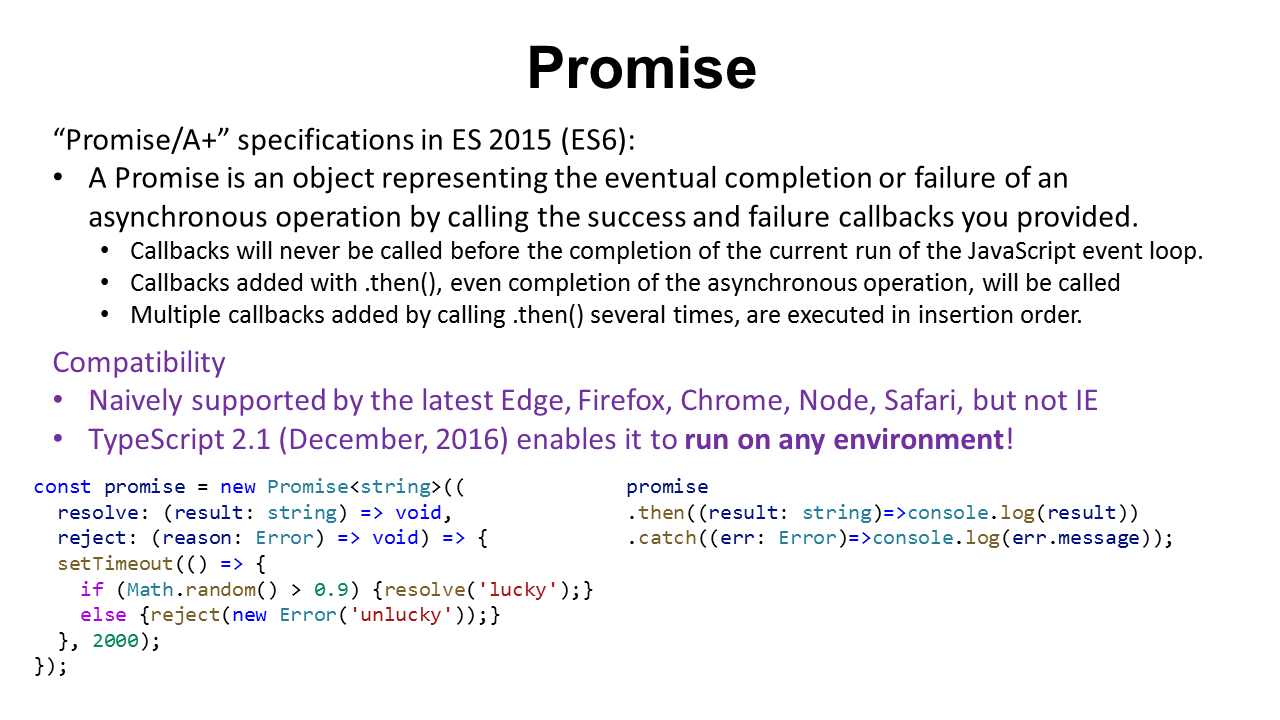 Promise
“Promise/A+” specifications in ES 2015 (ES6):
• A Promise is an object representing the eventual completion or failure of an
asynchronous operation by calling the success and failure callbacks you provided.
• Callbacks will never be called before the completion of the current run of the JavaScript event loop.
• Callbacks added with .then(), even completion of the asynchronous operation, will be called
• Multiple callbacks added by calling .then() several times, are executed in insertion order.
Compatibility
• Naively supported by the latest Edge, Firefox, Chrome, Node, Safari, but not IE
• TypeScript 2.1 (December, 2016) enables it to run on any environment!
const promise = new Promise<string>((
  resolve: (result: string) => void,
  reject: (reason: Error) => void) => {
  setTimeout(() => {
    if (Math.random() > 0.9) {resolve('lucky');}
    else {reject(new Error('unlucky'));}
  }, 2000);
});
promise
.then((result: string)=>console.log(result))
.catch((err: Error)=>console.log(err.message));